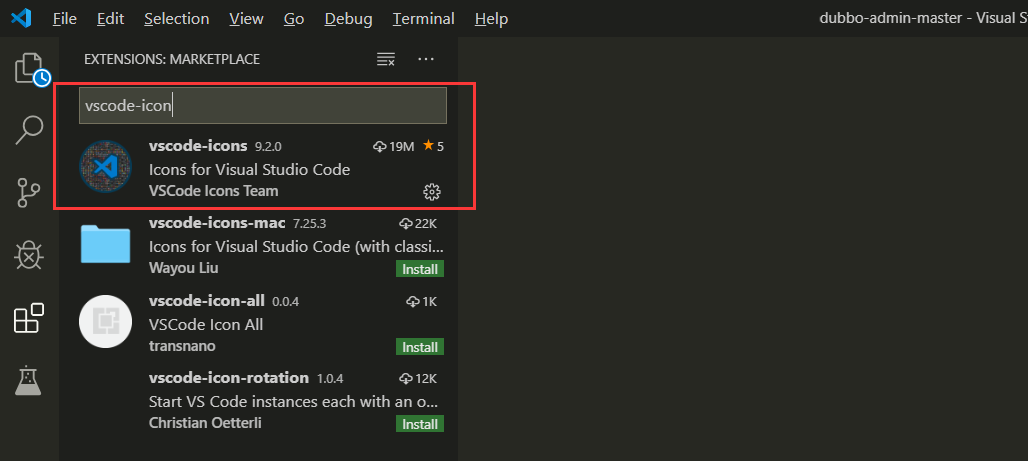 File Edit Selection View Go Debug Terminal Help dubbo-admin-master - Visual S
EXTENSIONS: MARKETPLACE
vscode-icon
vscode-icons 9.2.0 19M 5
Icons for Visual Studio Code
VSCode Icons Team
vscode-icons-mac 7.25.3 22K
Icons for Visual Studio Code (with classi...
Wayou Liu Install
vscode-icon-all 0.0.4 1K
VSCode Icon All
transnano Install
vscode-icon-rotation 1.0.4 12K
Start VS Code instances each with an o...
Christian Oetterli Install